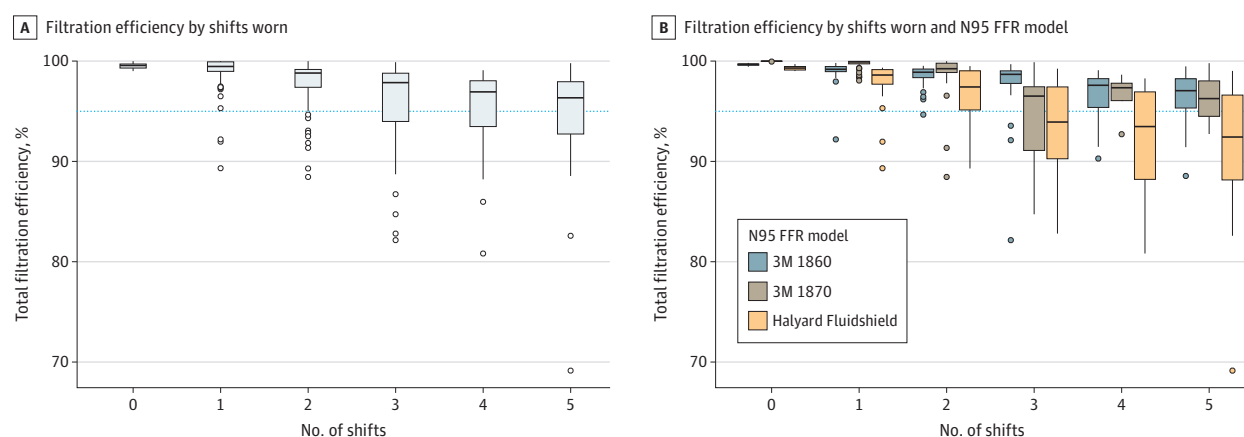 A Filtration efficiency by shifts worn
Total filtration efficiency, %
100
90
80
70
0 1 2 3 4 5
No. of shifts
B Filtration efficiency by shifts worn and N95 FFR model
Total filtration efficiency, %
100
90
80
70
N95 FFR model
3M 1860
3M 1870
Halyard Fluidshield
0 1 2 3 4 5
No. of shifts